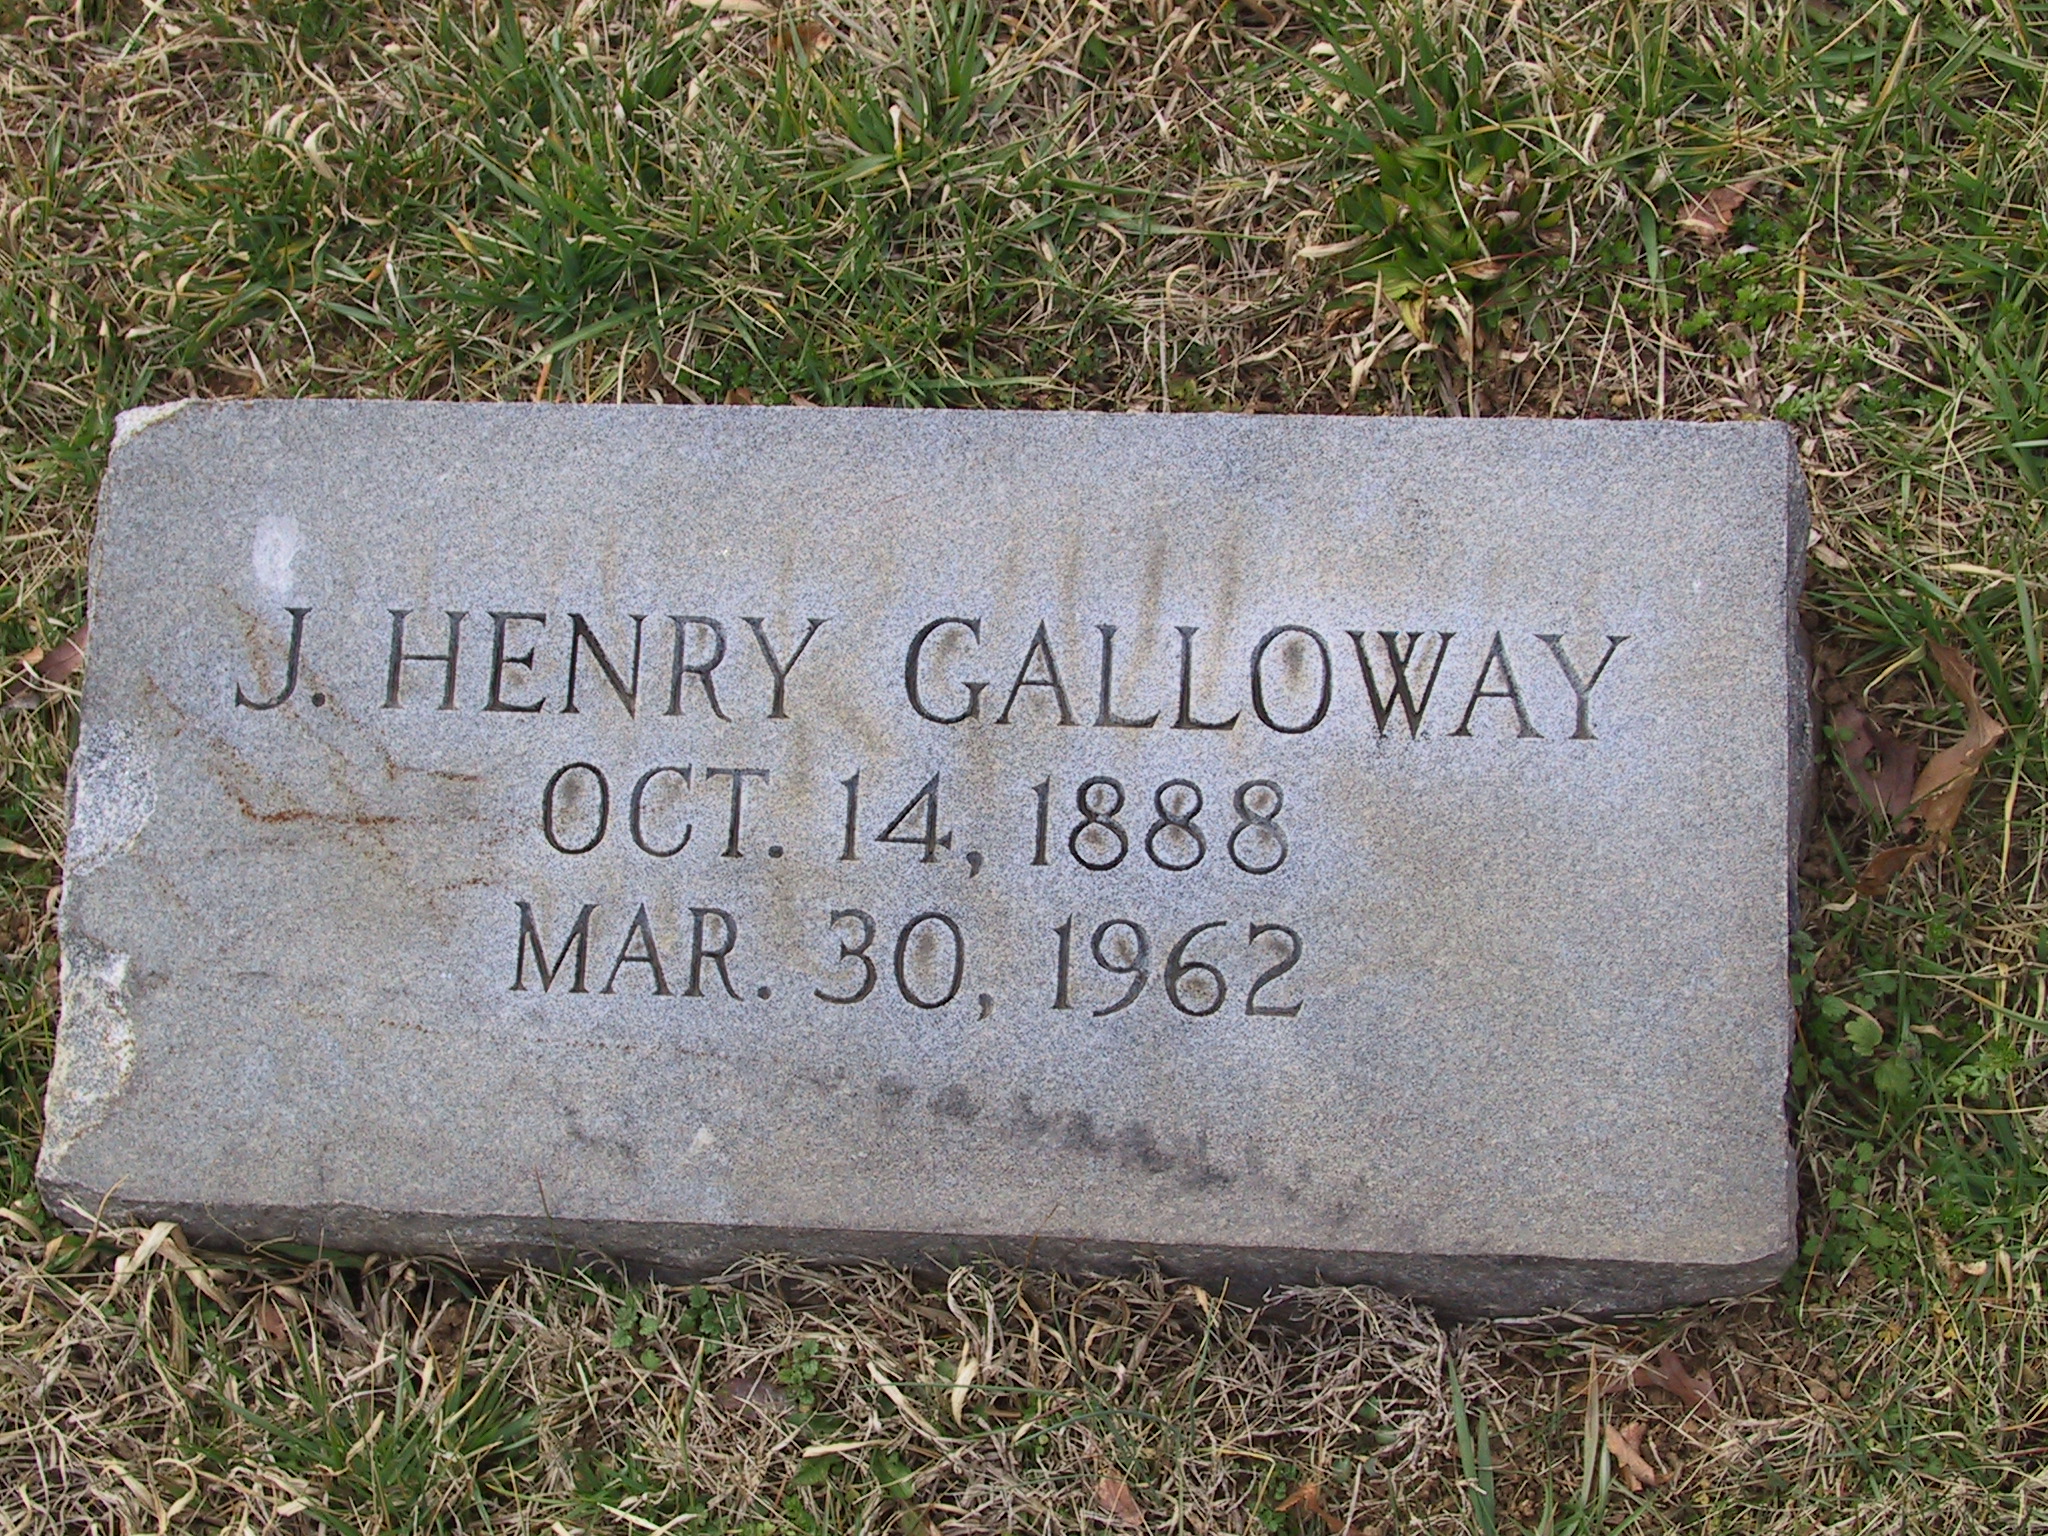 J. HENRY GALLOWAY
OCT. 14, 1888
MAR. 30, 1962